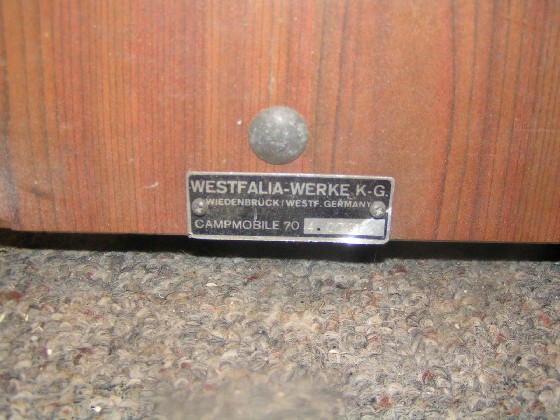 WESTFALIA-WERKE K-G.
WIEDENBRÜCK/WESTF. GERMANY
CAMPMOBILE 70